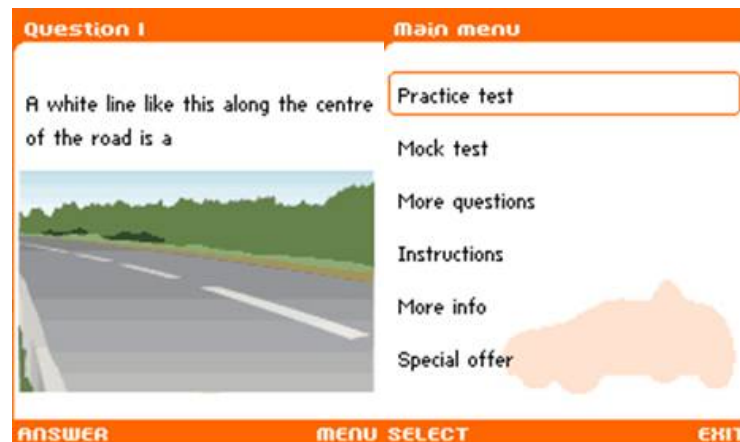 Question 1
A white line like this along the centre
of the road is a
ANSWER MENU
Main menu
Practice test
Mock test
More questions
Instructions
More info
Special offer
SELECT EXIT